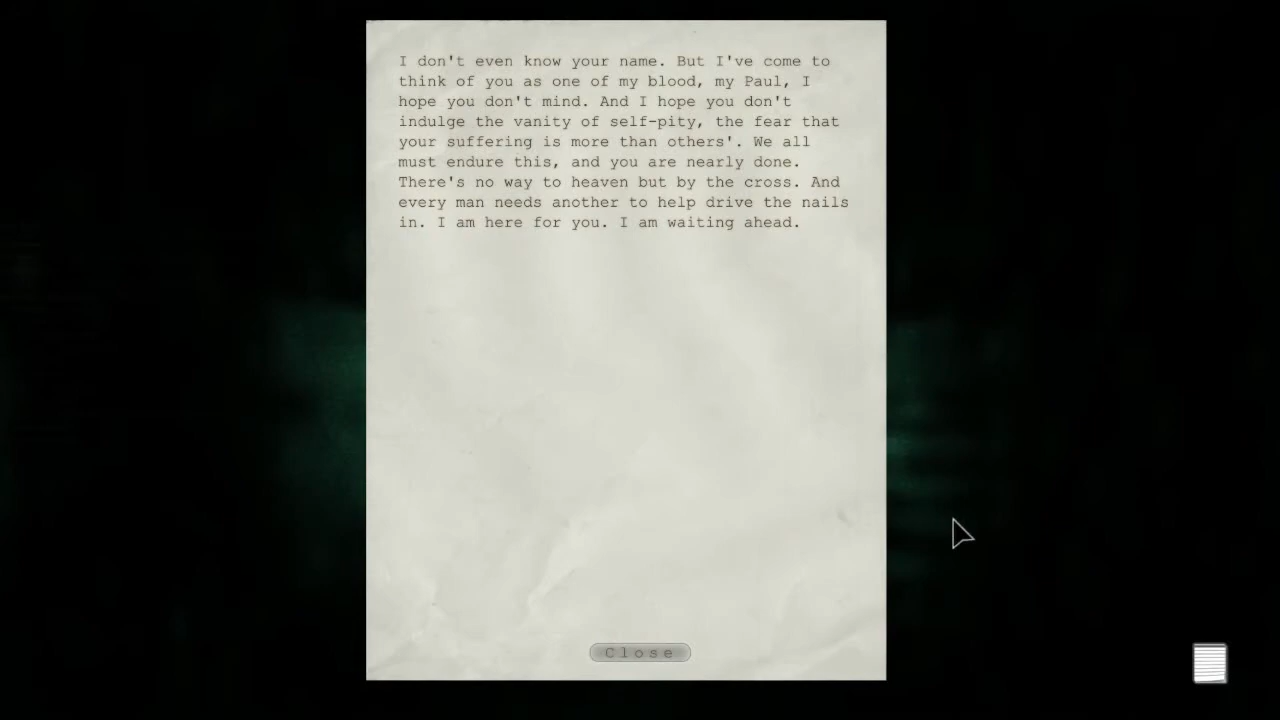 I don't even know your name. But I've come to
think of you as one of my blood, my Paul, I
hope you don't mind. And I hope you don't
indulge the vanity of self-pity, the fear that
your suffering is more than others'. We all
must endure this, and you are nearly done.
There's no way to heaven but by the cross. And
every man needs another to help drive the nails
in. I am here for you. I am waiting ahead.
Close